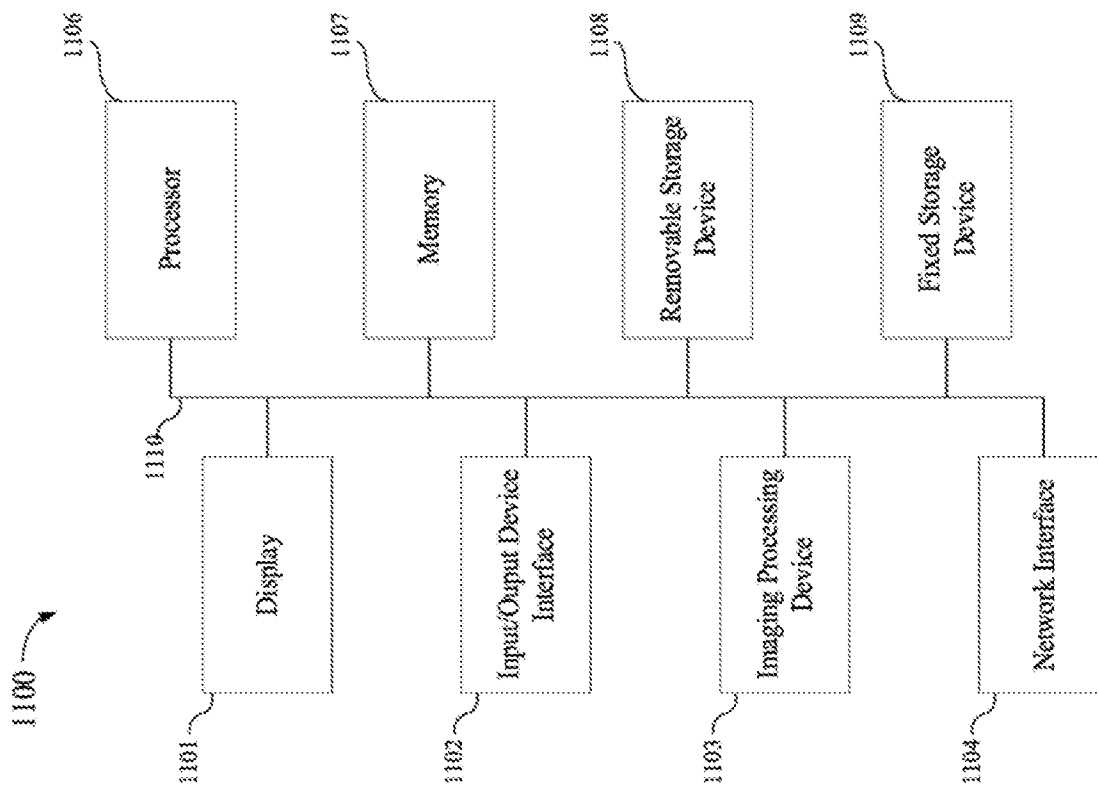 1100
1101
Display
1102
Input/Ouput Device
Interface
1103
Imaging Processing
Device
1104
Network Interface
1110
1106
Processor
1107
Memory
1108
Removable Storage
Device
1109
Fixed Storage
Device